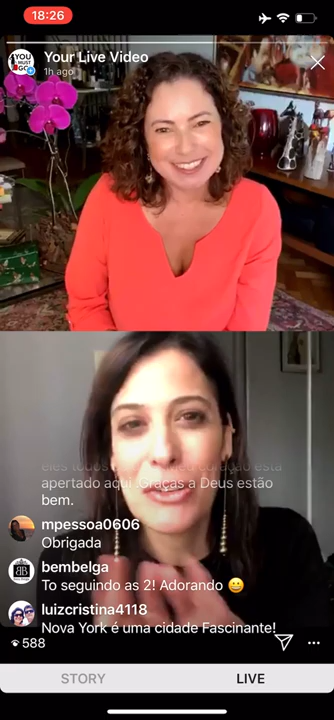 18:26
YOU
MUST
GO
Your Live Video
1h ago
apertado aqui .Graças a Deus estão
bem.
mpessoa0606
Obrigada
bembelga
To seguindo as 2! Adorando 😀
luizcristina4118
Nova York é uma cidade Fascinante!
588
STORY
LIVE